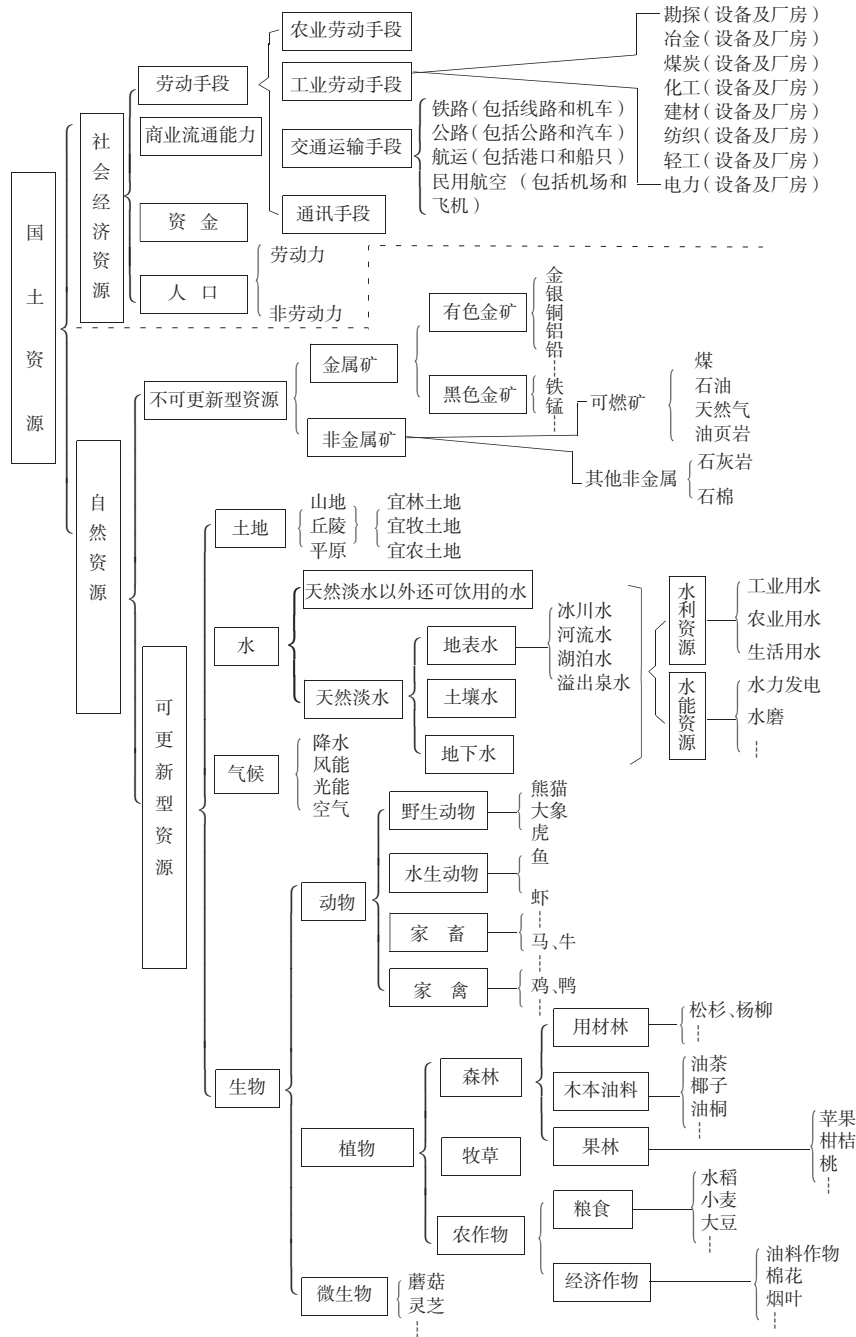 国土资源
社会经济资源
劳动手段
农业劳动手段
工业劳动手段
勘探(设备及厂房)
冶金(设备及厂房)
煤炭(设备及厂房)
化工(设备及厂房)
建材(设备及厂房)
纺织(设备及厂房)
轻工(设备及厂房)
电力(设备及厂房)
交通运输手段
铁路(包括线路和机车)
公路(包括公路和汽车)
航运(包括港口和船只)
民用航空(包括机场和
飞机)
通讯手段
商业流通能力
资金
人口
劳动力
非劳动力
自然资源
不可更新型资源
金属矿
有色金矿
金
银
铜
铝
铅
黑色金矿
铁
锰
非金属矿
可燃矿
煤
石油
天然气
油页岩
其他非金属
石灰岩
石棉
可更新型资源
土地
山地
丘陵
平原
宜林土地
宜牧土地
宜农土地
水
天然淡水以外还可饮用的水
天然淡水
地表水
冰川水
河流水
湖泊水
溢出泉水
土壤水
地下水
水利资源
工业用水
农业用水
生活用水
水能资源
水力发电
水磨
气候
降水
风能
光能
空气
生物
动物
野生动物
熊猫
大象
虎
水生动物
鱼
虾
家畜
马、牛
家禽
鸡、鸭
植物
森林
用材林
松杉、杨柳
木本油料
油茶
椰子
油桐
果林
苹果
柑桔
桃
牧草
农作物
粮食
水稻
小麦
大豆
经济作物
油料作物
棉花
烟叶
微生物
蘑菇
灵芝